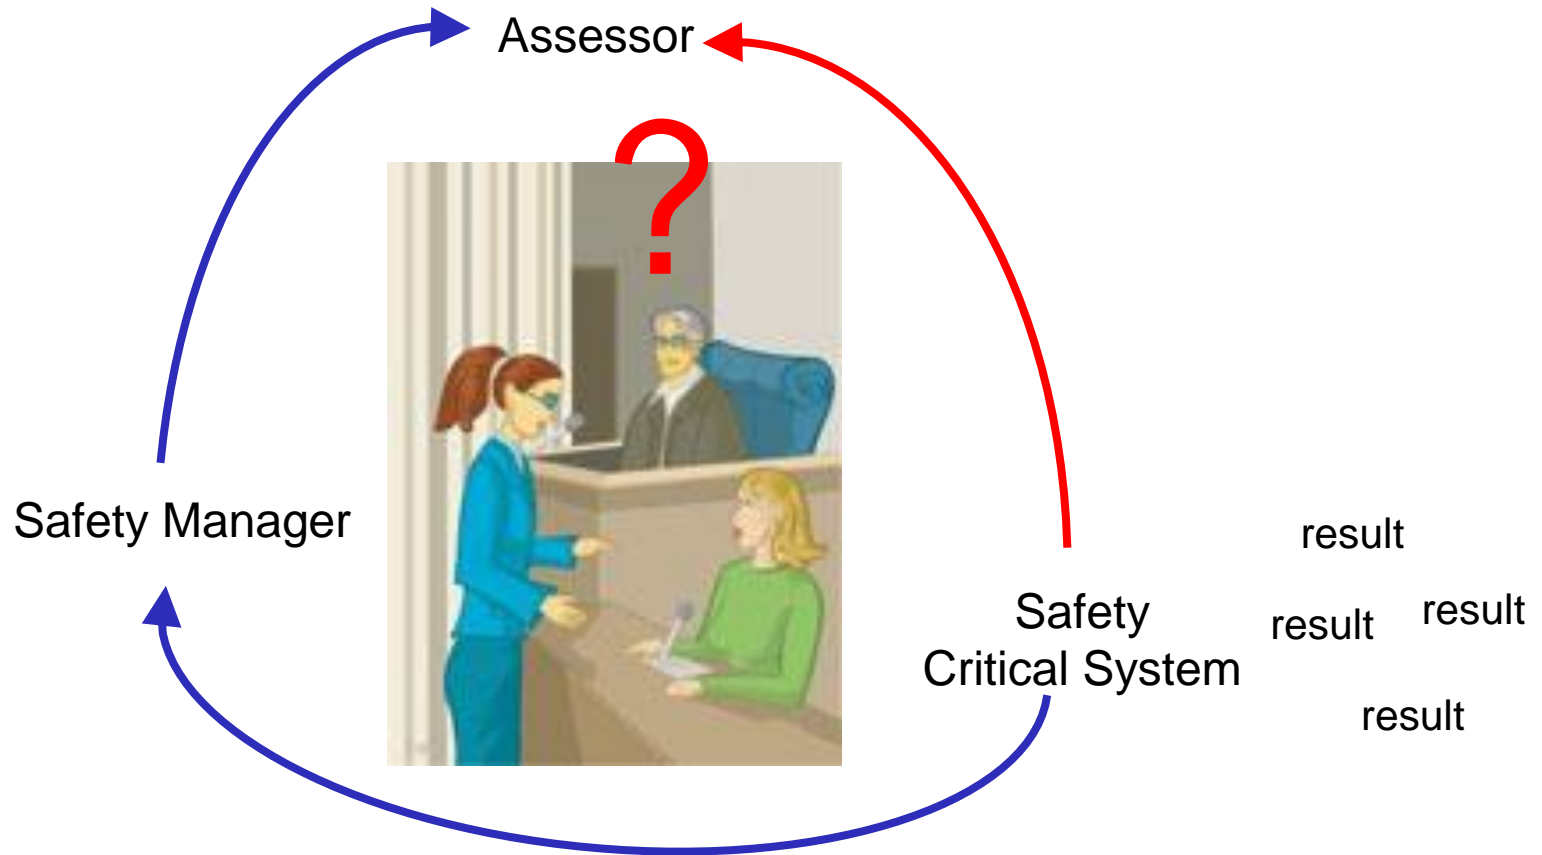 Assessor
?
Safety Manager
Safety
Critical System
result
result
result
result